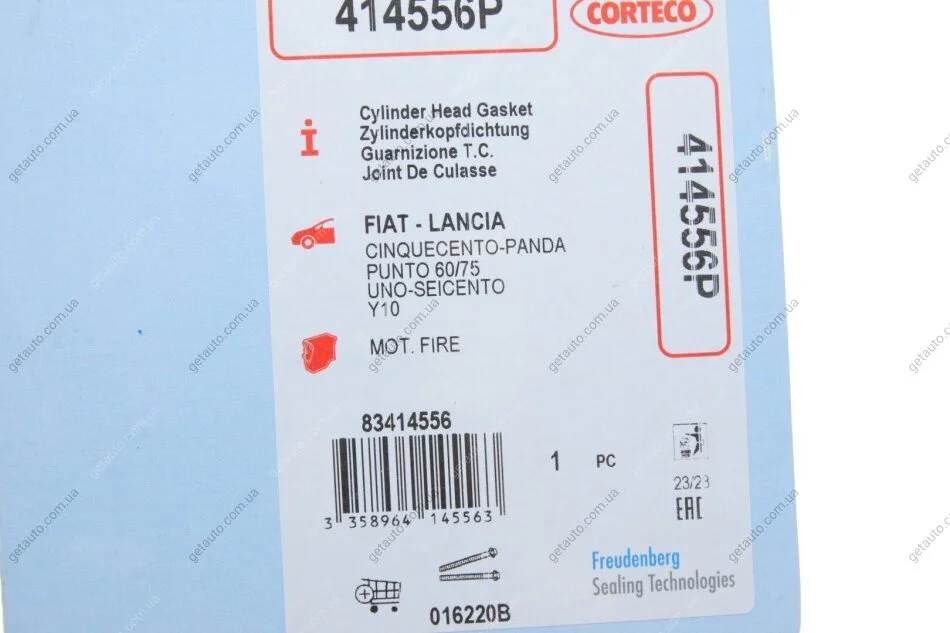 414556P
CORTECO
Cylinder Head Gasket
Zylinderkopfdichtung
Guarnizione T.C.
Joint De Culasse
FIAT - LANCIA
CINQUECENTO-PANDA
PUNTO 60/75
UNO-SEICENTO
Y10
MOT. FIRE
414556P
83414556
3 358964 145563
1 PC
23/23
EAC
Freudenberg
Sealing Technologies
016220B
getauto.com.ua